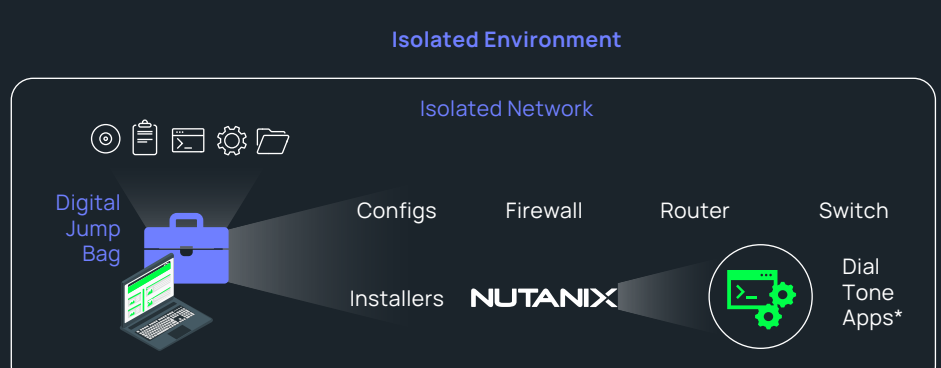 Isolated Environment
Isolated Network
Digital
Jump
Bag
Configs
Firewall
Router
Switch
Installers
NUTANIX
Dial
Tone
Apps*